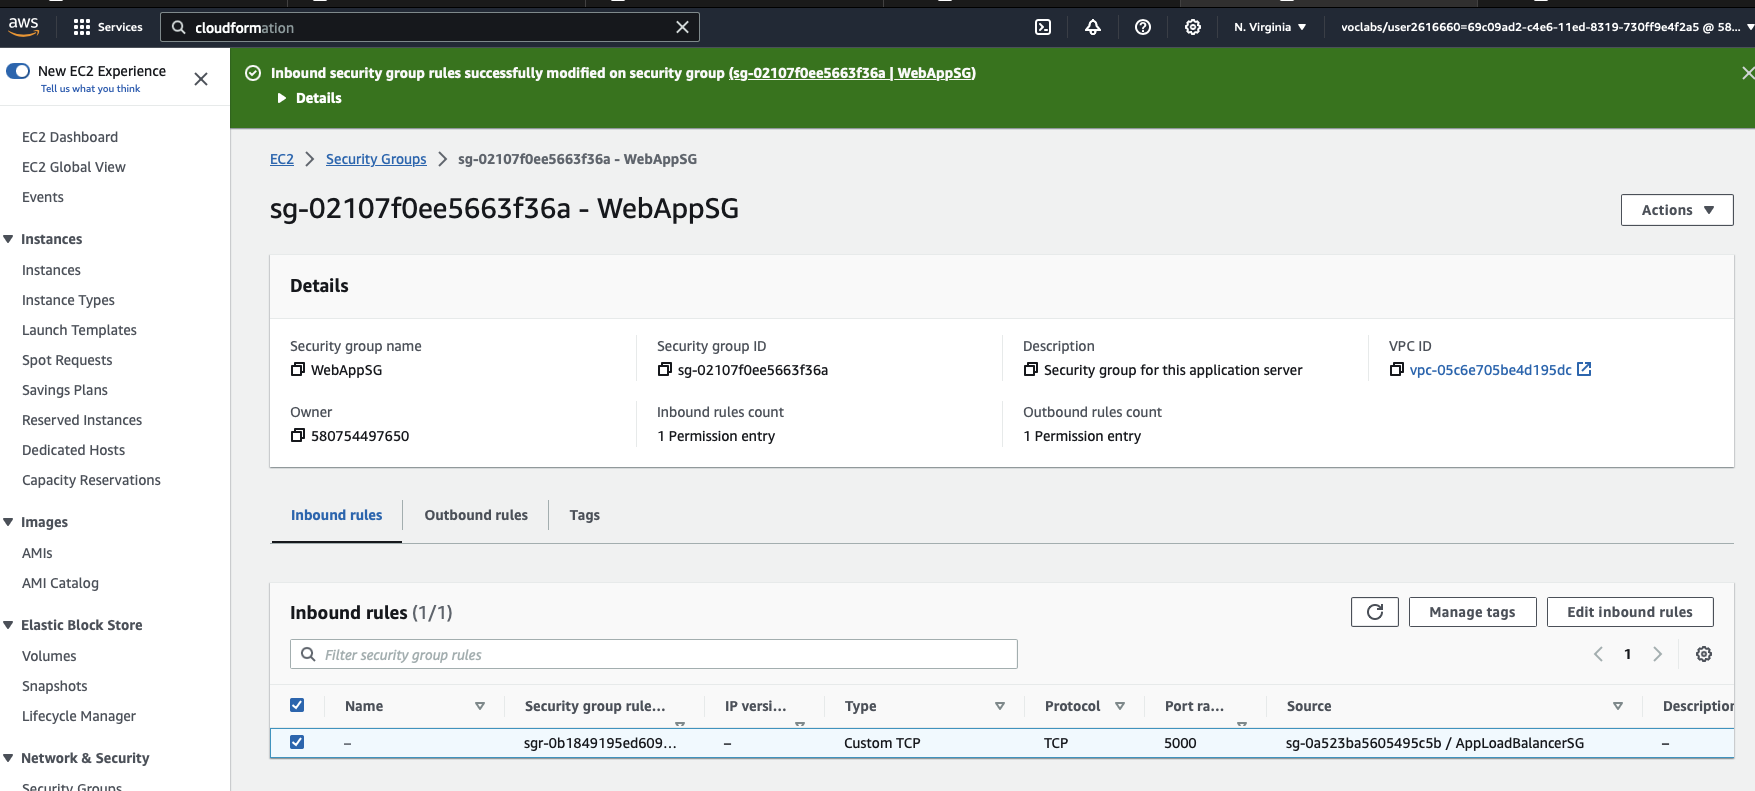 aws
Services
cloudformation
N. Virginia
voclabs/user2616660=69c09ad2-c4e6-11ed-8319-730ff9e4f2a5 @ 58...
New EC2 Experience
Tell us what you think
EC2 Dashboard
EC2 Global View
Events
Instances
Instances
Instance Types
Launch Templates
Spot Requests
Savings Plans
Reserved Instances
Dedicated Hosts
Capacity Reservations
Images
AMIs
AMI Catalog
Elastic Block Store
Volumes
Snapshots
Lifecycle Manager
Network & Security
Security Groups
Inbound security group rules successfully modified on security group (sg-02107f0ee5663f36a | WebAppSG)
Details
EC2 > Security Groups > sg-02107f0ee5663f36a - WebAppSG
sg-02107f0ee5663f36a - WebAppSG
Actions
Details
Security group name
WebAppSG
Security group ID
sg-02107f0ee5663f36a
Description
Security group for this application server
VPC ID
vpc-05c6e705be4d195dc
Owner
580754497650
Inbound rules count
1 Permission entry
Outbound rules count
1 Permission entry
Inbound rules
Outbound rules
Tags
Inbound rules (1/1)
Manage tags
Edit inbound rules
Filter security group rules
1
Name Security group rule... IP versi... Type Protocol Port ra... Source Description
– sgr-0b1849195ed609... – Custom TCP TCP 5000 sg-0a523ba5605495c5b / AppLoadBalancerSG –